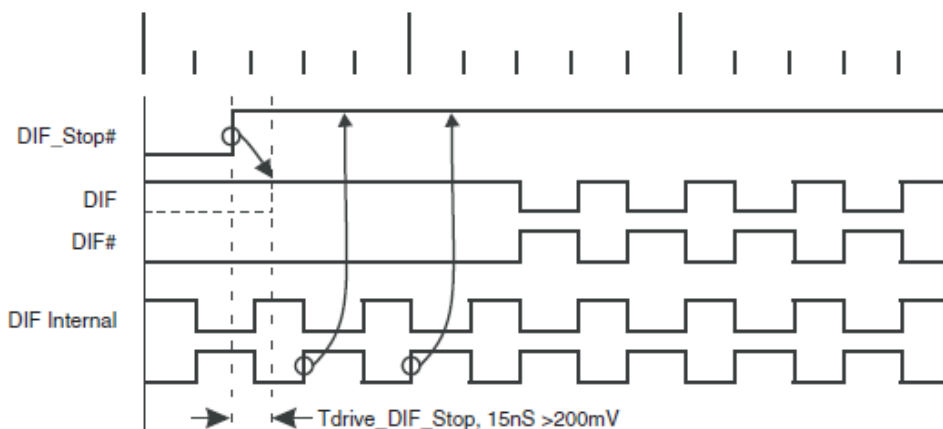 DIF_Stop#
DIF
DIF#
DIF Internal
Tdrive_DIF_Stop, 15nS >200mV